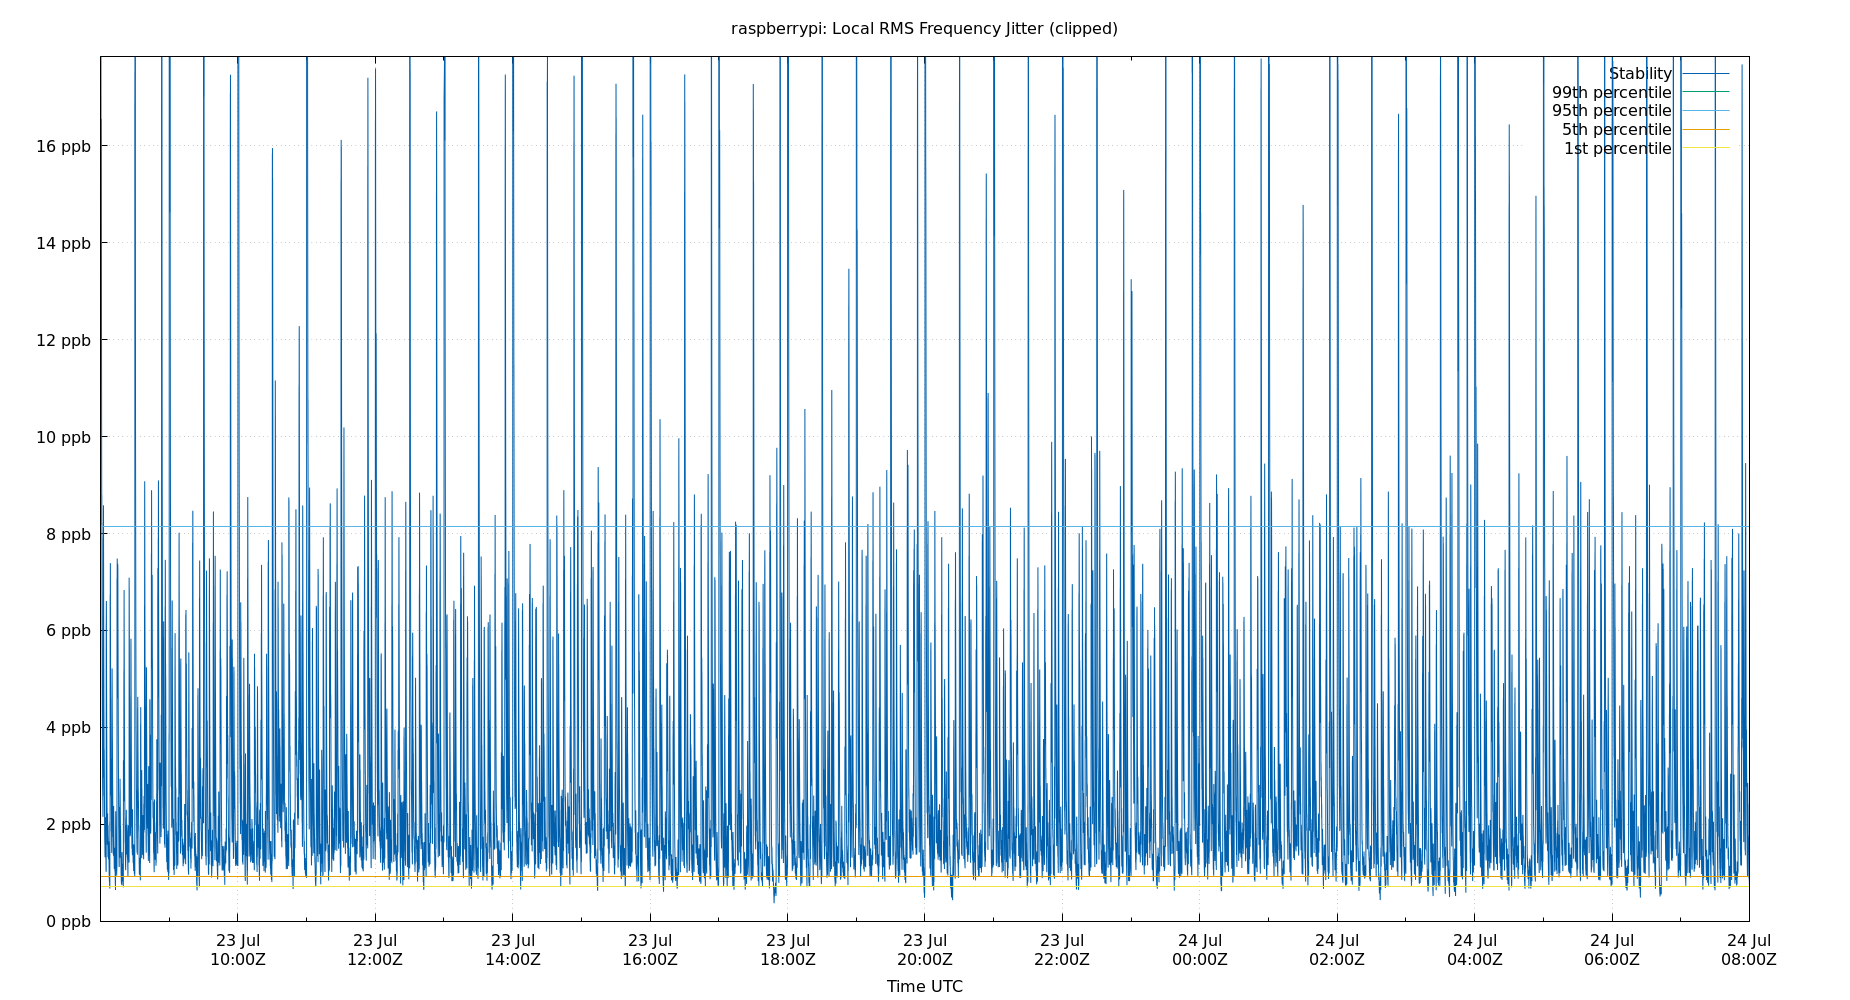 raspberrypi: Local RMS Frequency Jitter (clipped)
Stability
99th percentile
95th percentile
5th percentile
1st percentile
16 ppb
14 ppb
12 ppb
10 ppb
8 ppb
6 ppb
4 ppb
2 ppb
0 ppb
23 Jul 23 Jul 23 Jul 23 Jul 23 Jul 23 Jul 23 Jul 24 Jul 24 Jul 24 Jul 24 Jul 24 Jul
10:00Z 12:00Z 14:00Z 16:00Z 18:00Z 20:00Z 22:00Z 00:00Z 02:00Z 04:00Z 06:00Z 08:00Z
Time UTC